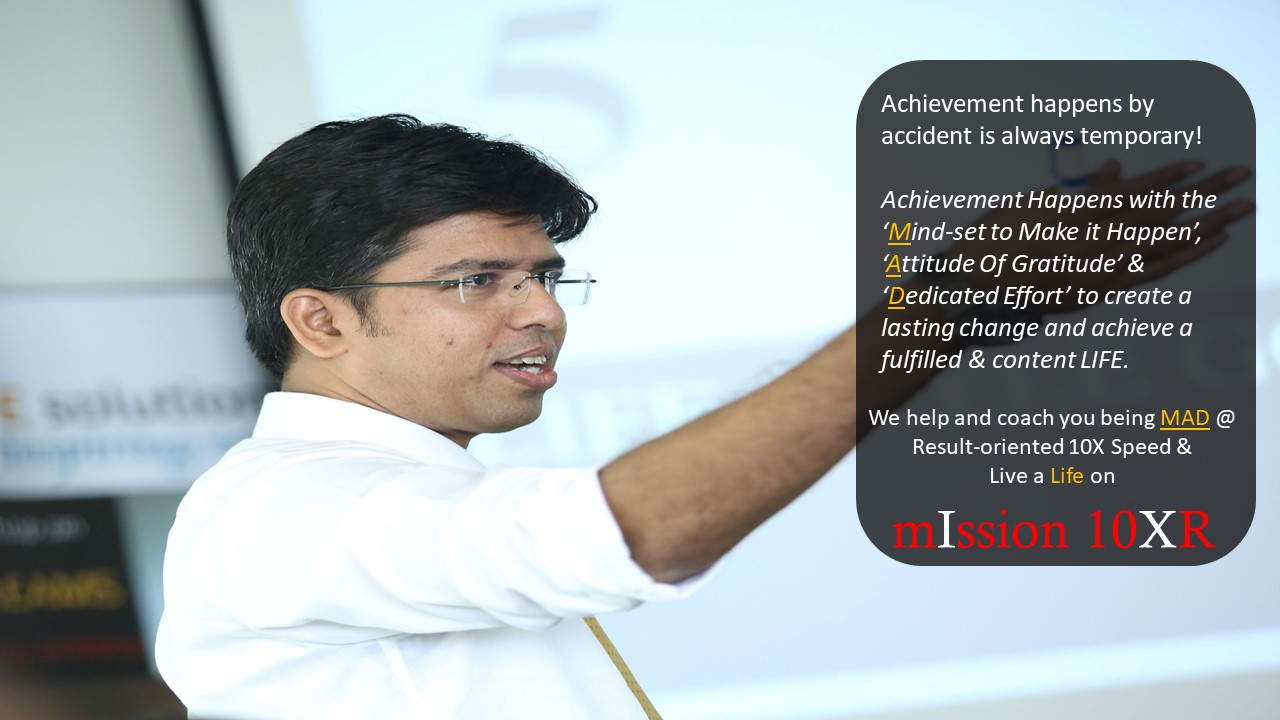 5
Achievement happens by
accident is always temporary!
Achievement Happens with the
‘Mind-set to Make it Happen’,
‘Attitude Of Gratitude’ &
‘Dedicated Effort’ to create a
lasting change and achieve a
fulfilled & content LIFE.
We help and coach you being MAD @
Result-oriented 10X Speed &
Live a Life on
mIssion 10XR
E solution